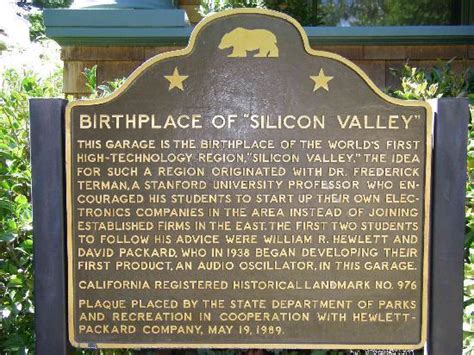 BIRTHPLACE OF "SILICON VALLEY"
THIS GARAGE IS THE BIRTHPLACE OF THE WORLD'S FIRST
HIGH-TECHNOLOGY REGION, "SILICON VALLEY." THE IDEA
FOR SUCH A REGION ORIGINATED WITH DR. FREDERICK
TERMAN, A STANFORD UNIVERSITY PROFESSOR WHO EN-
COURAGED HIS STUDENTS TO START UP THEIR OWN ELEC-
TRONICS COMPANIES IN THE AREA INSTEAD OF JOINING
ESTABLISHED FIRMS IN THE EAST. THE FIRST TWO STUDENTS
TO FOLLOW HIS ADVICE WERE WILLIAM R. HEWLETT AND
DAVID PACKARD, WHO IN 1938 BEGAN DEVELOPING THEIR
FIRST PRODUCT, AN AUDIO OSCILLATOR, IN THIS GARAGE.
CALIFORNIA REGISTERED HISTORICAL LANDMARK NO. 976
PLAQUE PLACED BY THE STATE DEPARTMENT OF PARKS
AND RECREATION IN COOPERATION WITH HEWLETT-
PACKARD COMPANY, MAY 19, 1989.